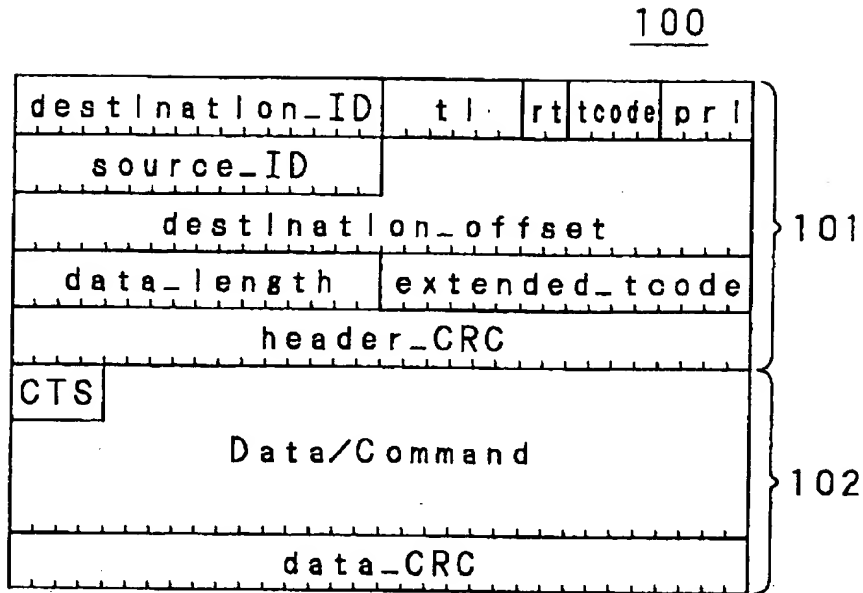 100
destination_ID tl rt tcode pri
source_ID
destination_offset
101
data_length extended_tcode
header_CRC
CTS
Data/Command
102
data_CRC